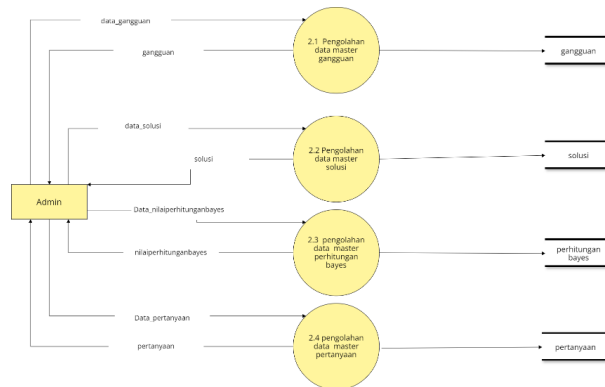 data_gangguan
gangguan
2.1 Pengolahan
data master
gangguan
gangguan
data_solusi
solusi
2.2 Pengolahan
data master
solusi
solusi
Admin
Data_nilaiperhitunganbayes
nilaiperhitunganbayes
2.3 pengolahan
data master
perhitungan
bayes
perhitungan
bayes
Data_pertanyaan
pertanyaan
2.4 pengolahan
data master
pertanyaan
pertanyaan